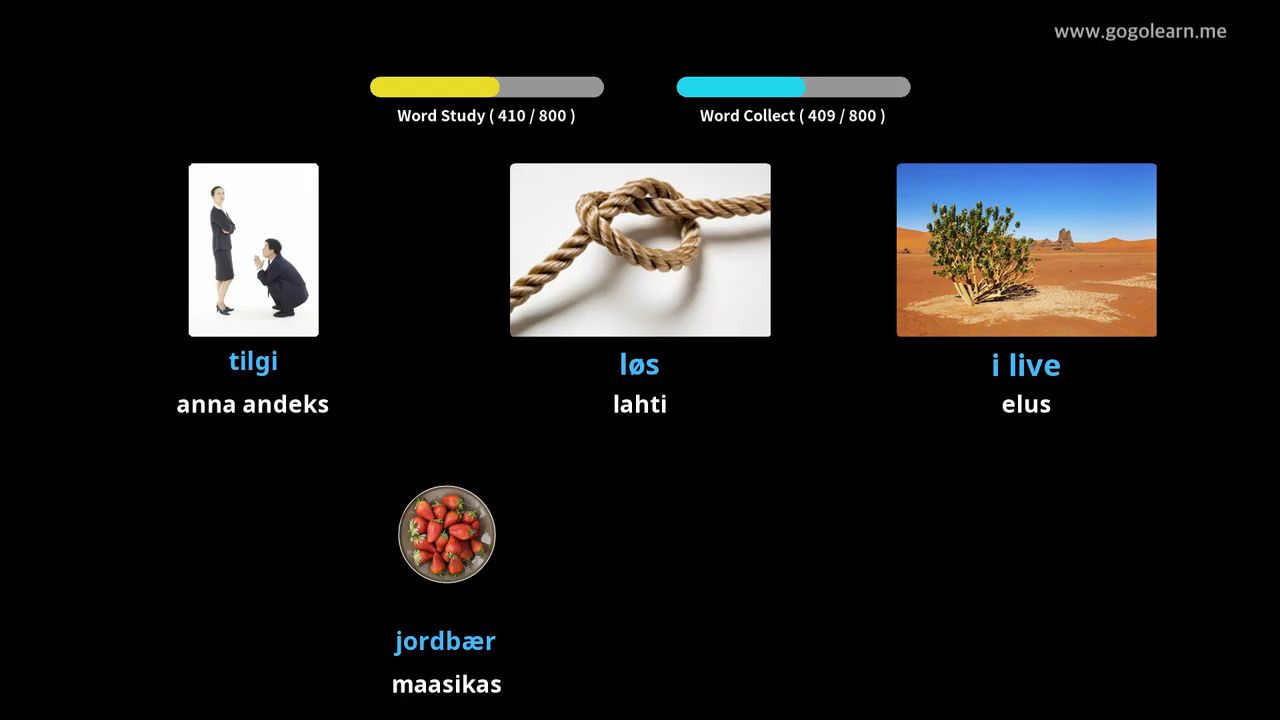 www.gogolearn.me
Word Study ( 410 / 800 )
Word Collect ( 409 / 800 )
tilgi
løs
i live
anna andeks
lahti
elus
jordbær
maasikas